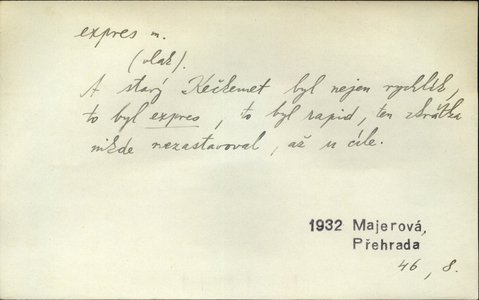 expres m.
(vlak).
A starý Kečkemet byl nejen rychlík,
to byl expres, to byl rapid, ten zkrátka
nikde nezastavoval, až u cíle.
1932 Majerová,
Přehrada
46, 8.